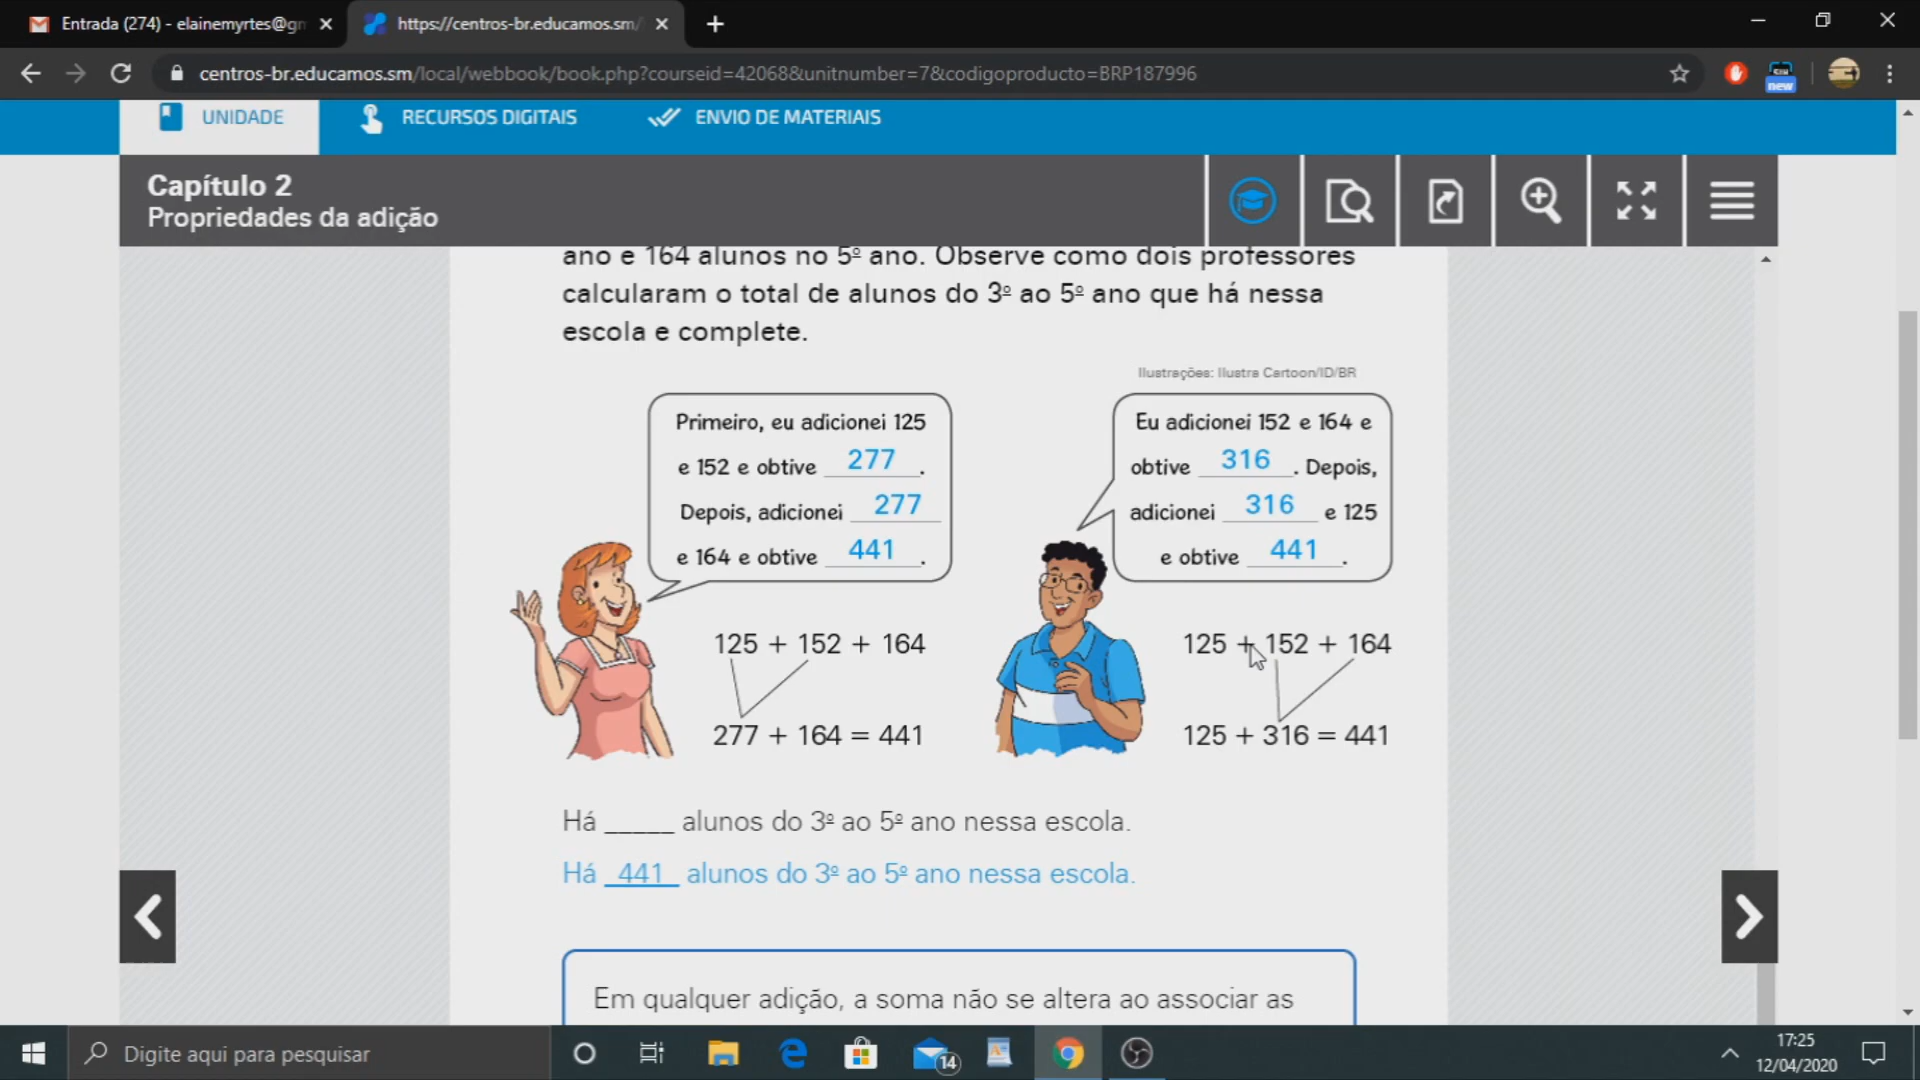 Entrada (274) - elainemyrtes@gm
https://centros-br.educamos.sm/
centros-br.educamos.sm/local/webbook/book.php?courseid=42068&unitnumber=7&codigoproducto=BRP187996
new
UNIDADE
RECURSOS DIGITAIS
ENVIO DE MATERIAIS
Capítulo 2
Propriedades da adição
ano e 164 alunos no 5º ano. Observe como dois professores
calcularam o total de alunos do 3º ao 5º ano que há nessa
escola e complete.
Ilustrações: Ilustra Cartoon/ID/BR
Primeiro, eu adicionei 125
e 152 e obtive 277.
Depois, adicionei 277
e 164 e obtive 441.
Eu adicionei 152 e 164 e
obtive 316. Depois,
adicionei 316 e 125
e obtive 441.
125 + 152 + 164
277 + 164 = 441
125 + 152 + 164
125 + 316 = 441
Há _____ alunos do 3º ao 5º ano nessa escola.
Há 441 alunos do 3º ao 5º ano nessa escola.
Em qualquer adição, a soma não se altera ao associar as
Digite aqui para pesquisar
14
17:25
12/04/2020